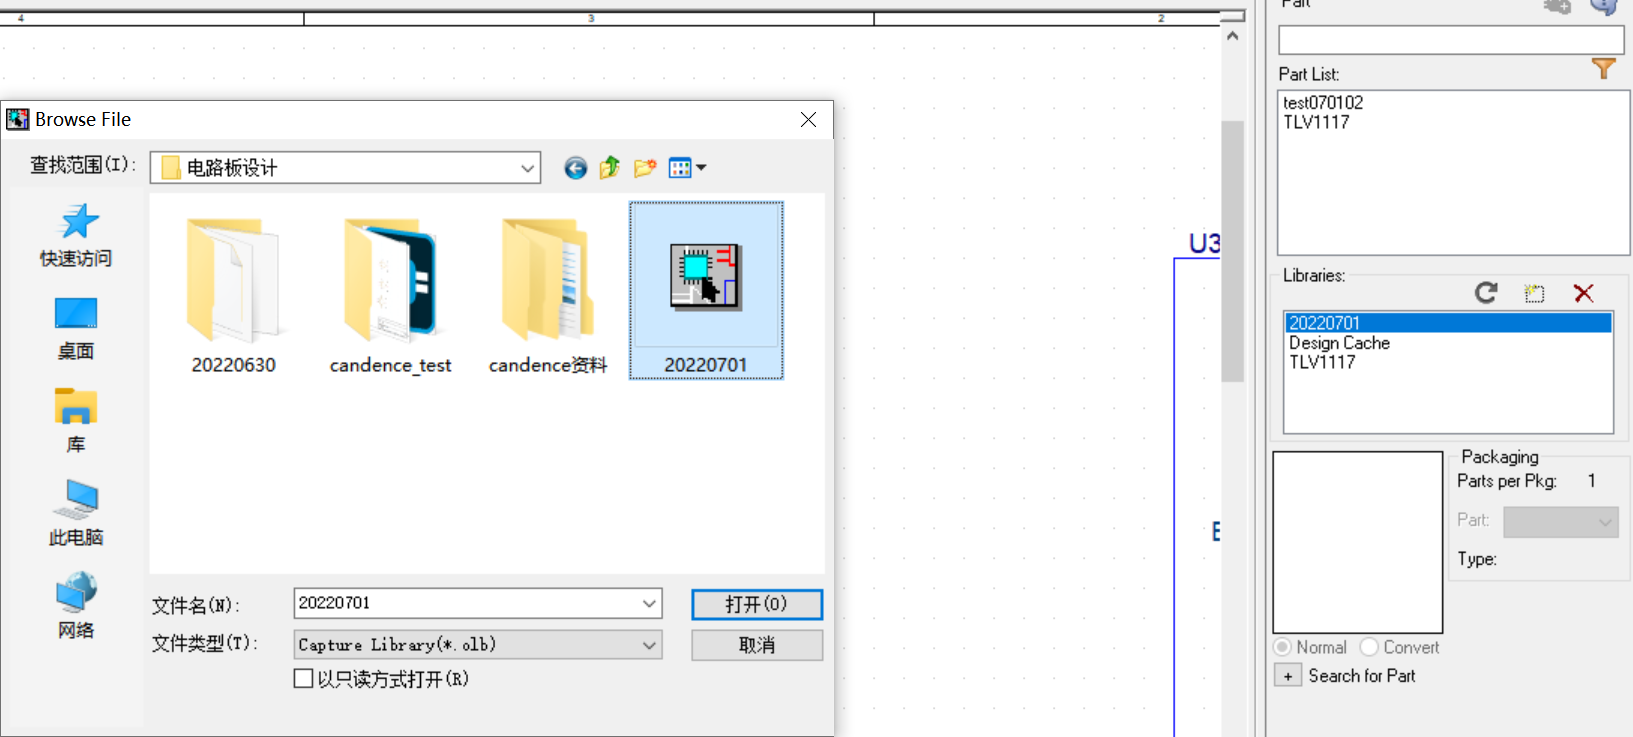 4
3
2
Browse File
查找范围(I):
电路板设计
快速访问
桌面
库
此电脑
网络
20220630
candence_test
candence资料
20220701
文件名(N):
20220701
打开(O)
文件类型(T):
Capture Library(*.olb)
取消
以只读方式打开(R)
U3
Part
Part List:
test070102
TLV1117
Libraries:
20220701
Design Cache
TLV1117
Packaging
Parts per Pkg:
1
Part:
Type:
Normal
Convert
+
Search for Part